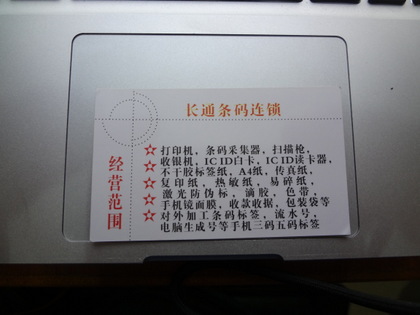 长通条码连锁
经营范围
☆打印机，条码采集器，扫描枪，
☆收银机，IC ID白卡，IC ID读卡器，
不干胶标签纸，A4纸，传真纸，
☆复印纸，热敏纸，易碎纸，
激光防伪标，滴胶，色带，
☆手机镜面膜，收款收据，包装袋等
☆对外加工条码标签，流水号，
电脑生成号等手机三码五码标签